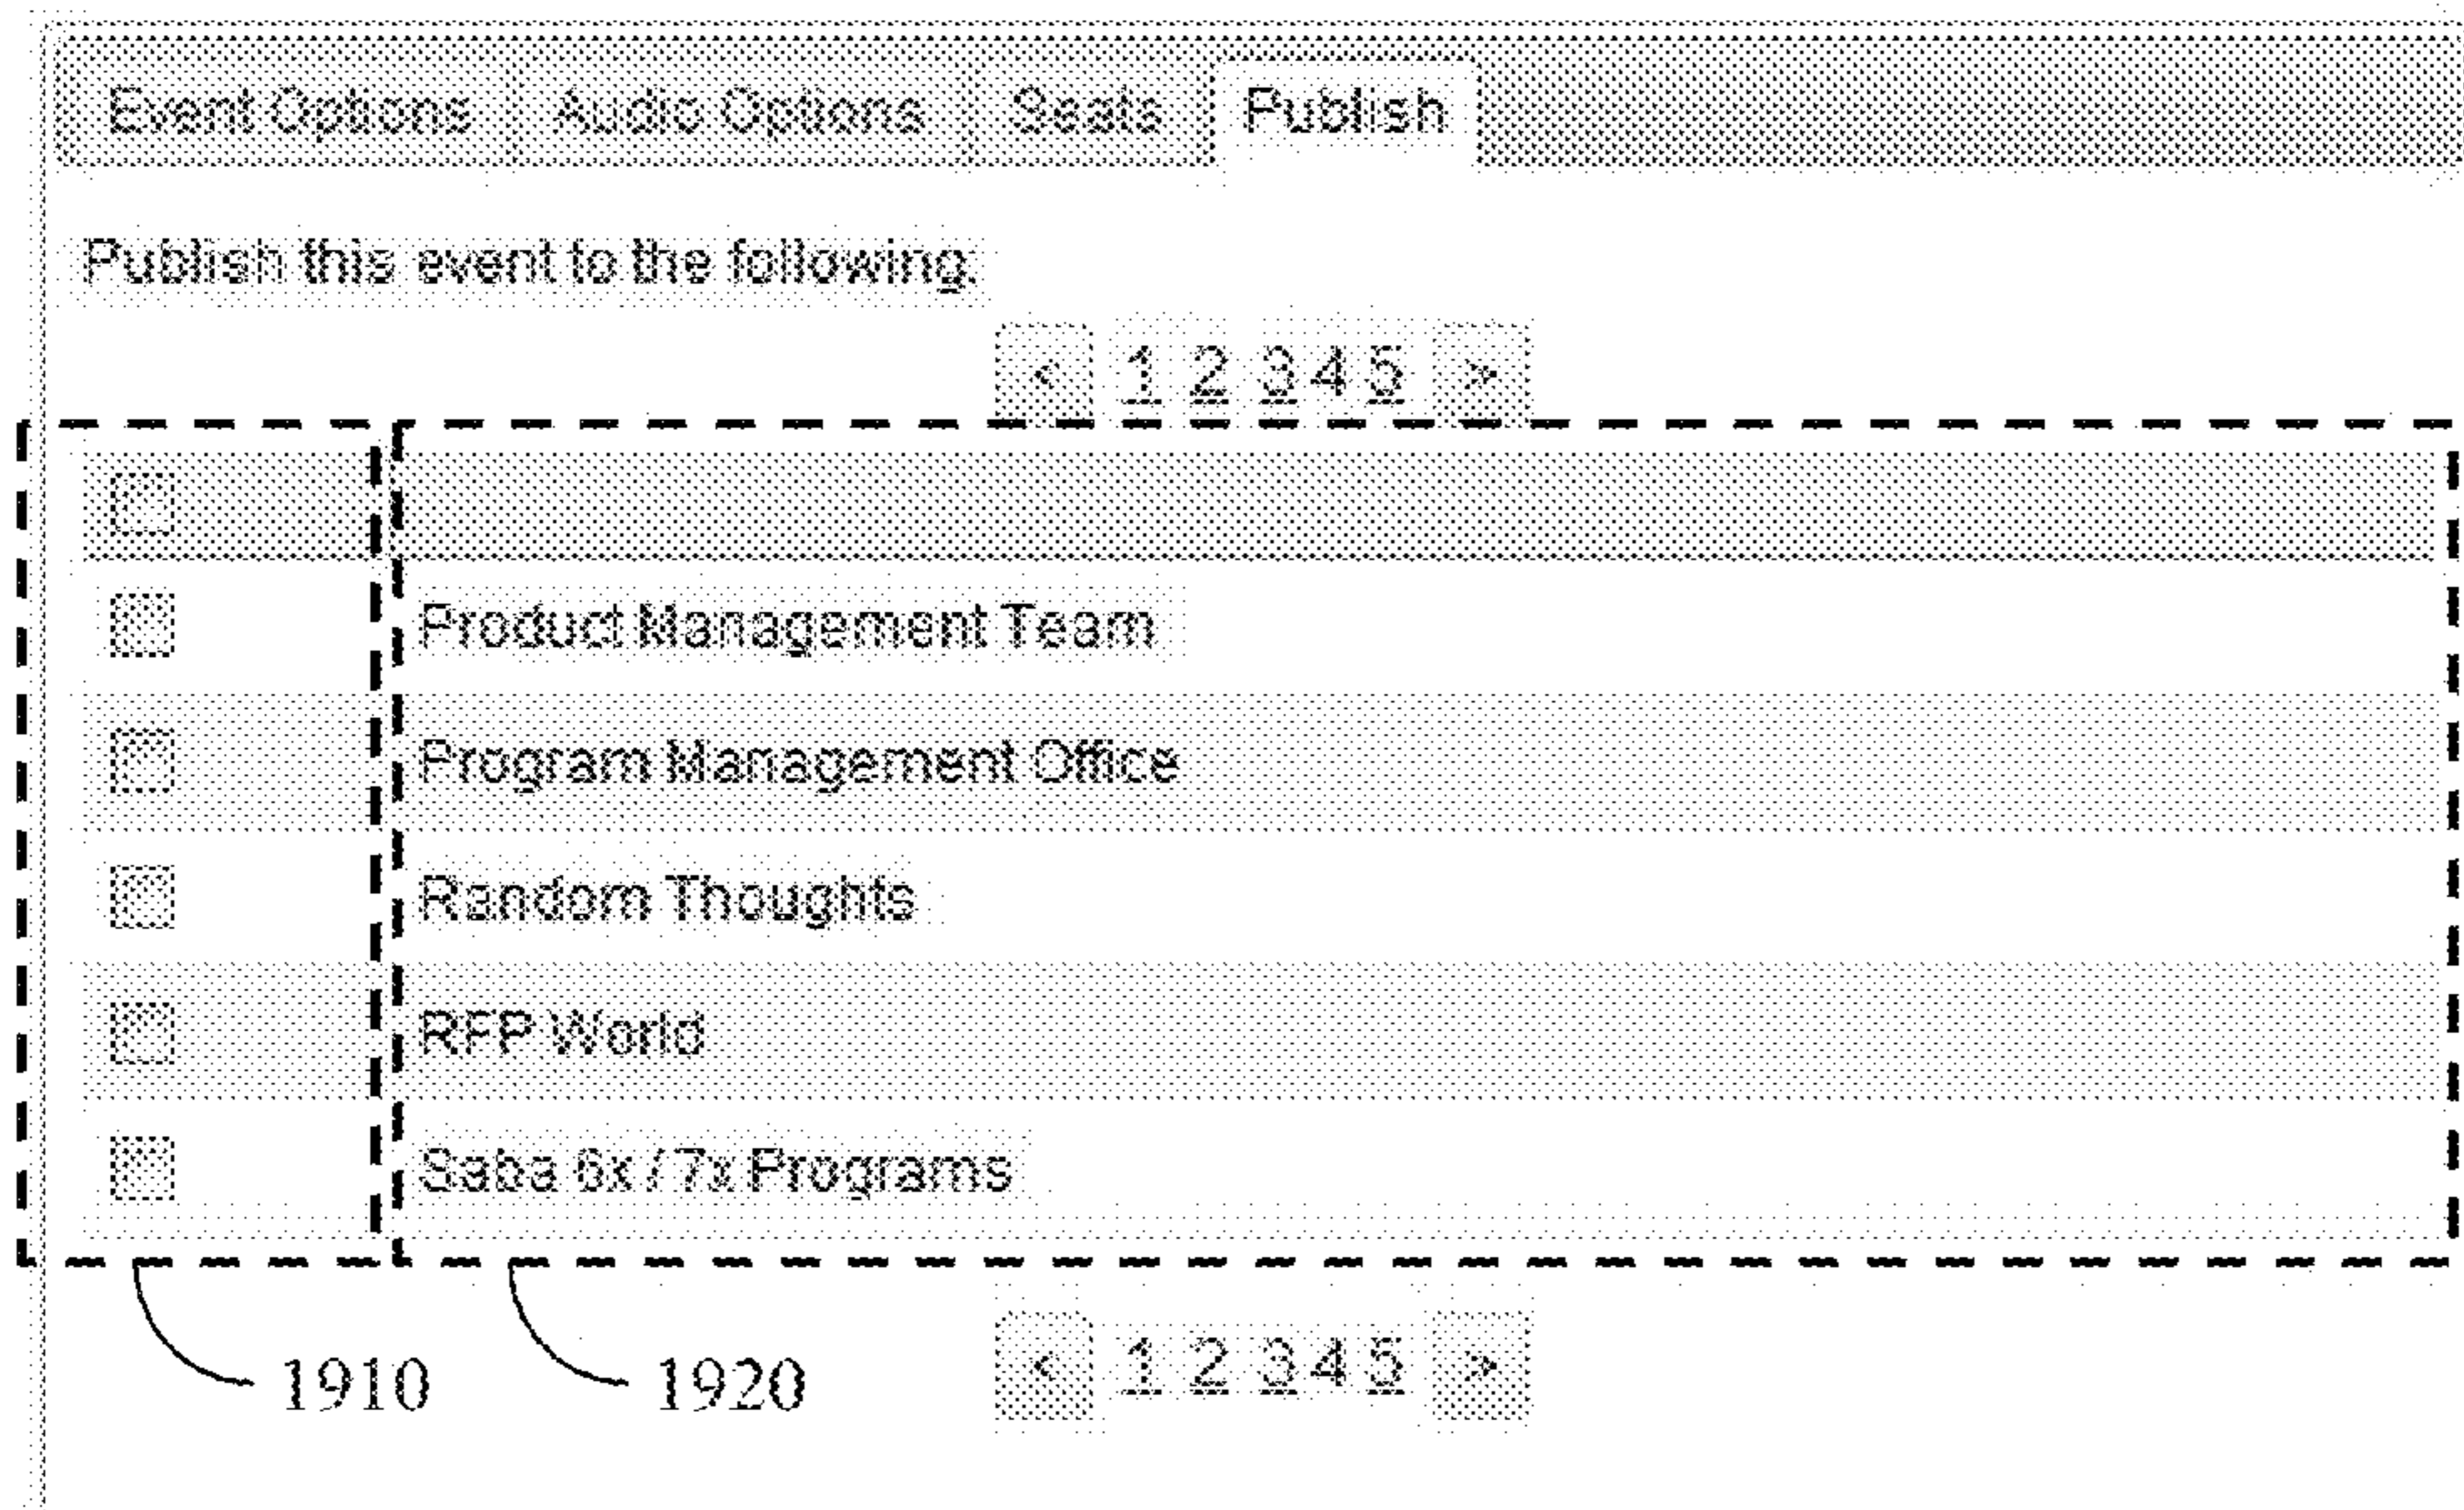 Event Options Audio Options Seats Publish
Publish this event to the following:
< 1 2 3 4 5 >
Product Management Team
Program Management Office
Random Thoughts
RFP World
Saba 6x / 7x Programs
1910 1920 < 1 2 3 4 5 >